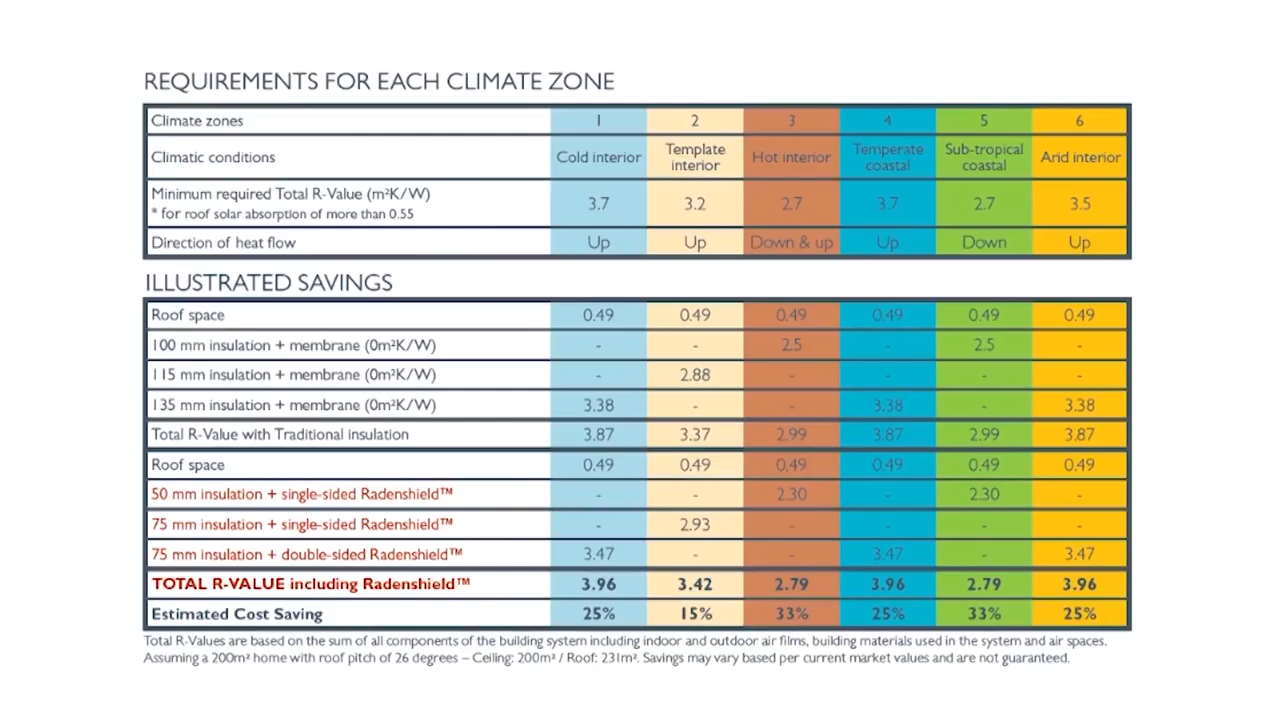 REQUIREMENTS FOR EACH CLIMATE ZONE
Climate zones 1 2 3 4 5 6
Climatic conditions Cold interior Template interior Hot interior Temperate coastal Sub-tropical coastal Arid interior
Minimum required Total R-Value (m²K/W) 3.7 3.2 2.7 3.7 2.7 3.5
* for roof solar absorption of more than 0.55
Direction of heat flow Up Up Down & up Up Down Up
ILLUSTRATED SAVINGS
Roof space 0.49 0.49 0.49 0.49 0.49 0.49
100 mm insulation + membrane (0m²K/W) - - 2.5 - 2.5 -
115 mm insulation + membrane (0m²K/W) - 2.88 - - - -
135 mm insulation + membrane (0m²K/W) 3.38 - - 3.38 - 3.38
Total R-Value with Traditional insulation 3.87 3.37 2.99 3.87 2.99 3.87
Roof space 0.49 0.49 0.49 0.49 0.49 0.49
50 mm insulation + single-sided Radenshield™ - - 2.30 - 2.30 -
75 mm insulation + single-sided Radenshield™ - 2.93 - - - -
75 mm insulation + double-sided Radenshield™ 3.47 - - 3.47 - 3.47
TOTAL R-VALUE including Radenshield™ 3.96 3.42 2.79 3.96 2.79 3.96
Estimated Cost Saving 25% 15% 33% 25% 33% 25%
Total R-Values are based on the sum of all components of the building system including indoor and outdoor air films, building materials used in the system and air spaces.
Assuming a 200m² home with roof pitch of 26 degrees – Ceiling: 200m² / Roof: 231m². Savings may vary based per current market values and are not guaranteed.